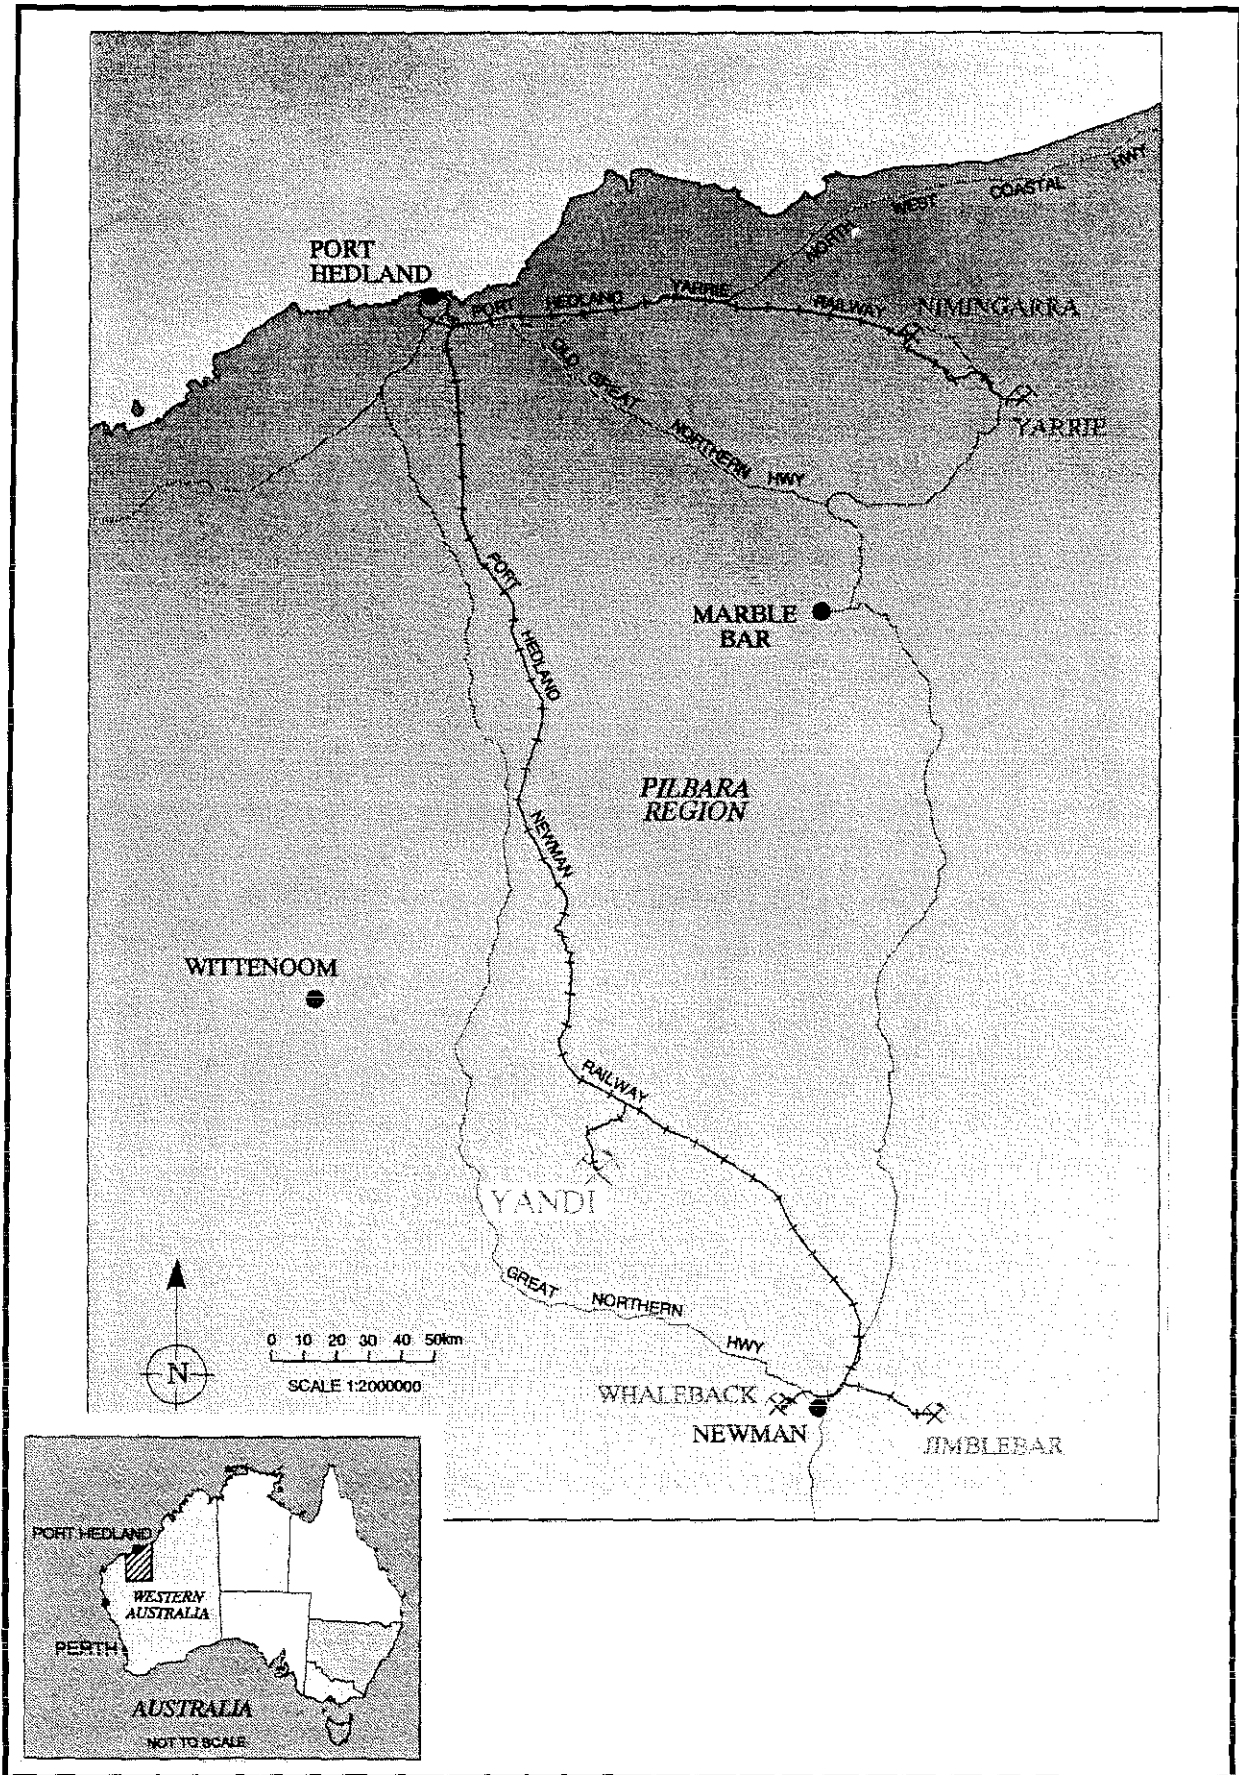 PORT
HEDLAND
NORTH WEST COASTAL HWY
PORT HEDLAND YARRIE RAILWAY
NIMINGARRA
OLD GREAT NORTHERN HWY
YARRIE
PORT HEDLAND NEWMAN RAILWAY
MARBLE
BAR
PILBARA
REGION
WITTENOOM
YANDI
GREAT NORTHERN HWY
0 10 20 30 40 50km
SCALE 1:2000000
N
WHALEBACK
NEWMAN
JIMBLEBAR
PORT HEDLAND
WESTERN
AUSTRALIA
PERTH
AUSTRALIA
NOT TO SCALE